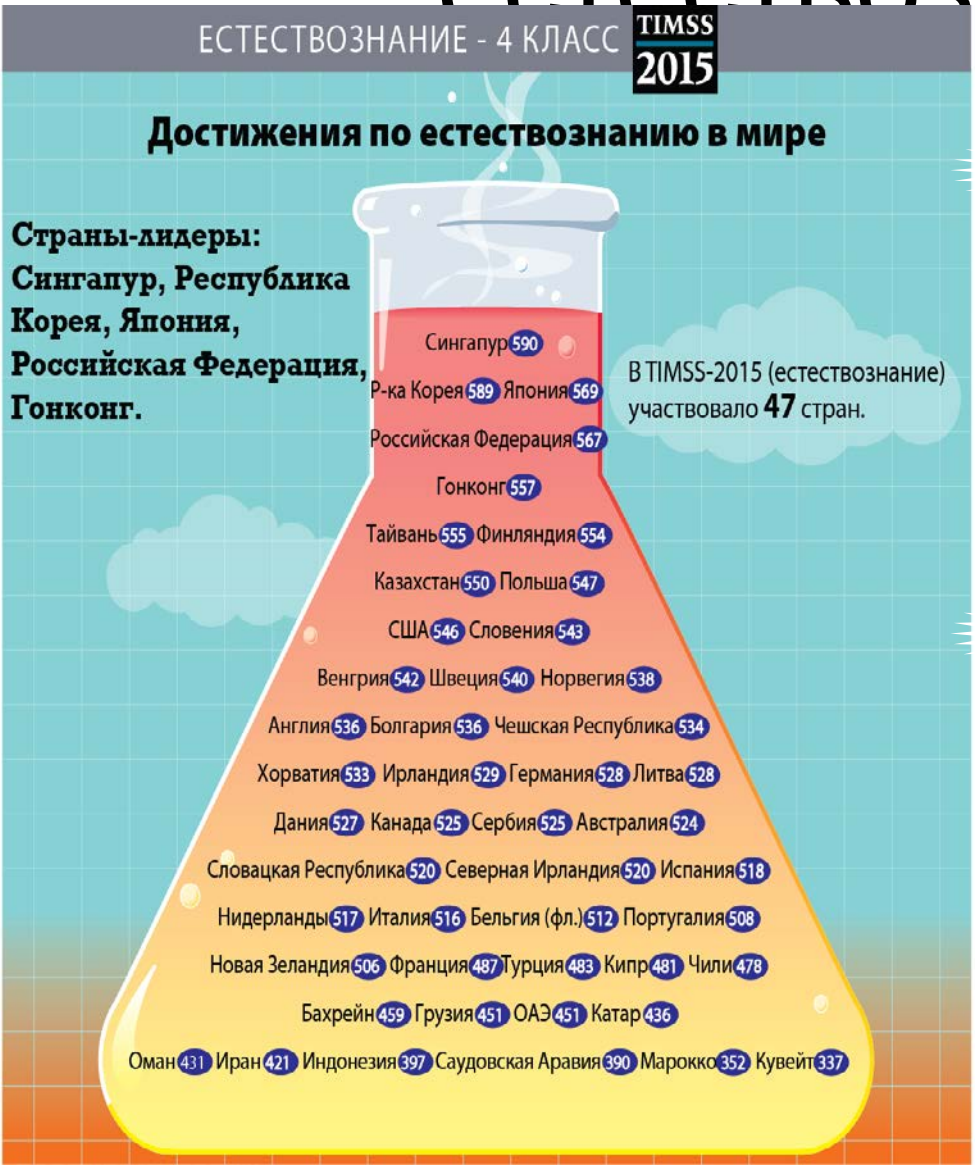 ЕСТЕСТВОЗНАНИЕ - 4 КЛАСС
TIMSS
2015
Достижения по естествознанию в мире
Страны-лидеры:
Сингапур, Республика
Корея, Япония,
Российская Федерация,
Гонконг.
В TIMSS-2015 (естествознание)
участвовало 47 стран.
Сингапур 590
Р-ка Корея 589 Япония 569
Российская Федерация 567
Гонконг 557
Тайвань 555 Финляндия 554
Казахстан 550 Польша 547
США 546 Словения 543
Венгрия 542 Швеция 540 Норвегия 538
Англия 536 Болгария 536 Чешская Республика 534
Хорватия 533 Ирландия 529 Германия 528 Литва 528
Дания 527 Канада 525 Сербия 525 Австралия 524
Словацкая Республика 520 Северная Ирландия 520 Испания 518
Нидерланды 517 Италия 516 Бельгия (фл.) 512 Португалия 508
Новая Зеландия 506 Франция 487 Турция 483 Кипр 481 Чили 478
Бахрейн 459 Грузия 451 ОАЭ 451 Катар 436
Оман 431 Иран 421 Индонезия 397 Саудовская Аравия 390 Марокко 352 Кувейт 337